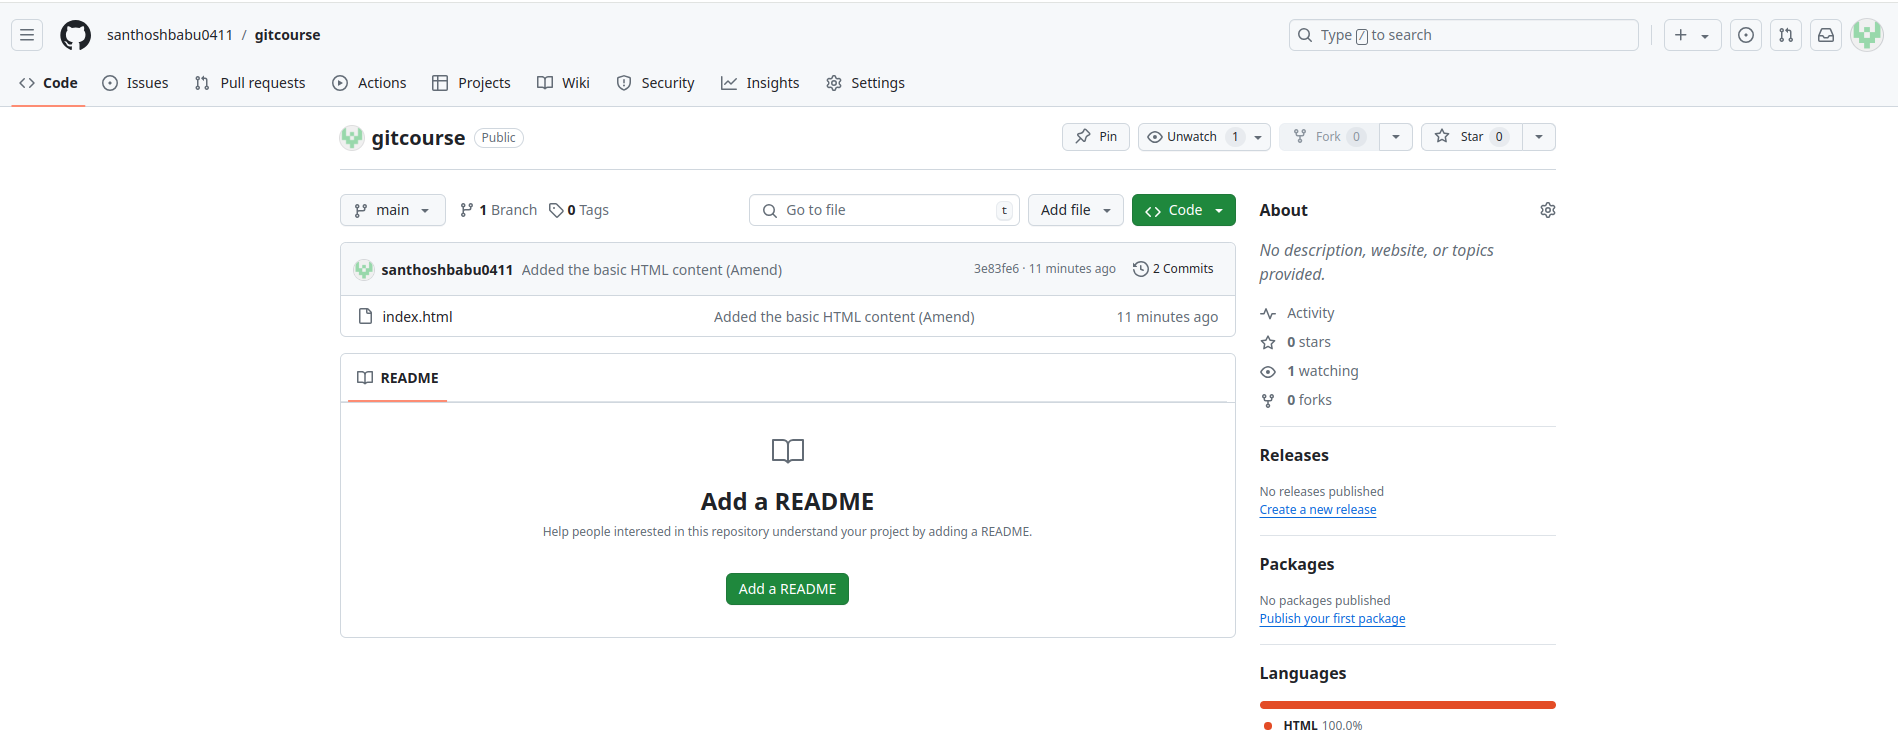 santhoshbabu0411 / gitcourse
Type / to search
Code Issues Pull requests Actions Projects Wiki Security Insights Settings
gitcourse Public
Pin Unwatch 1 Fork 0 Star 0
main 1 Branch 0 Tags Go to file t Add file Code
santhoshbabu0411 Added the basic HTML content (Amend) 3e83fe6 · 11 minutes ago 2 Commits
index.html Added the basic HTML content (Amend) 11 minutes ago
README
Add a README
Help people interested in this repository understand your project by adding a README.
Add a README
About
No description, website, or topics
provided.
Activity
0 stars
1 watching
0 forks
Releases
No releases published
Create a new release
Packages
No packages published
Publish your first package
Languages
HTML 100.0%